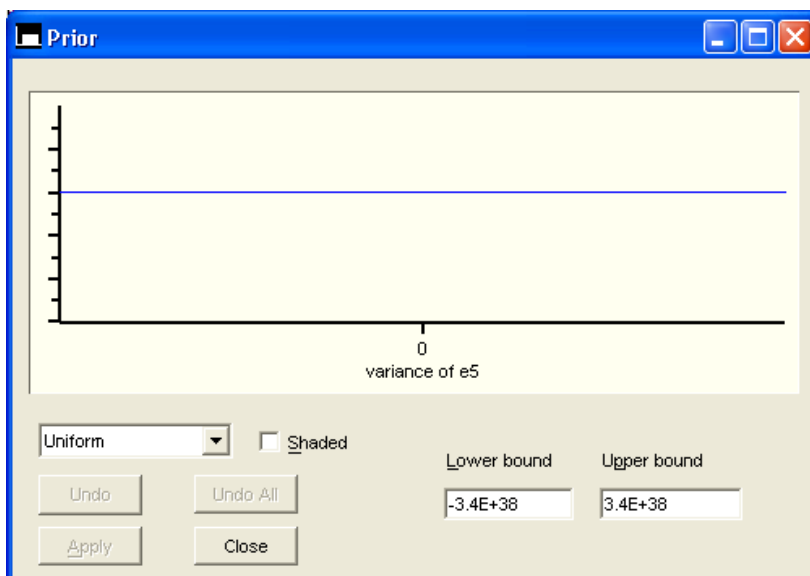 Prior
0
variance of e5
Uniform
Shaded
Lower bound
Upper bound
Undo
Undo All
-3.4E+38
3.4E+38
Apply
Close